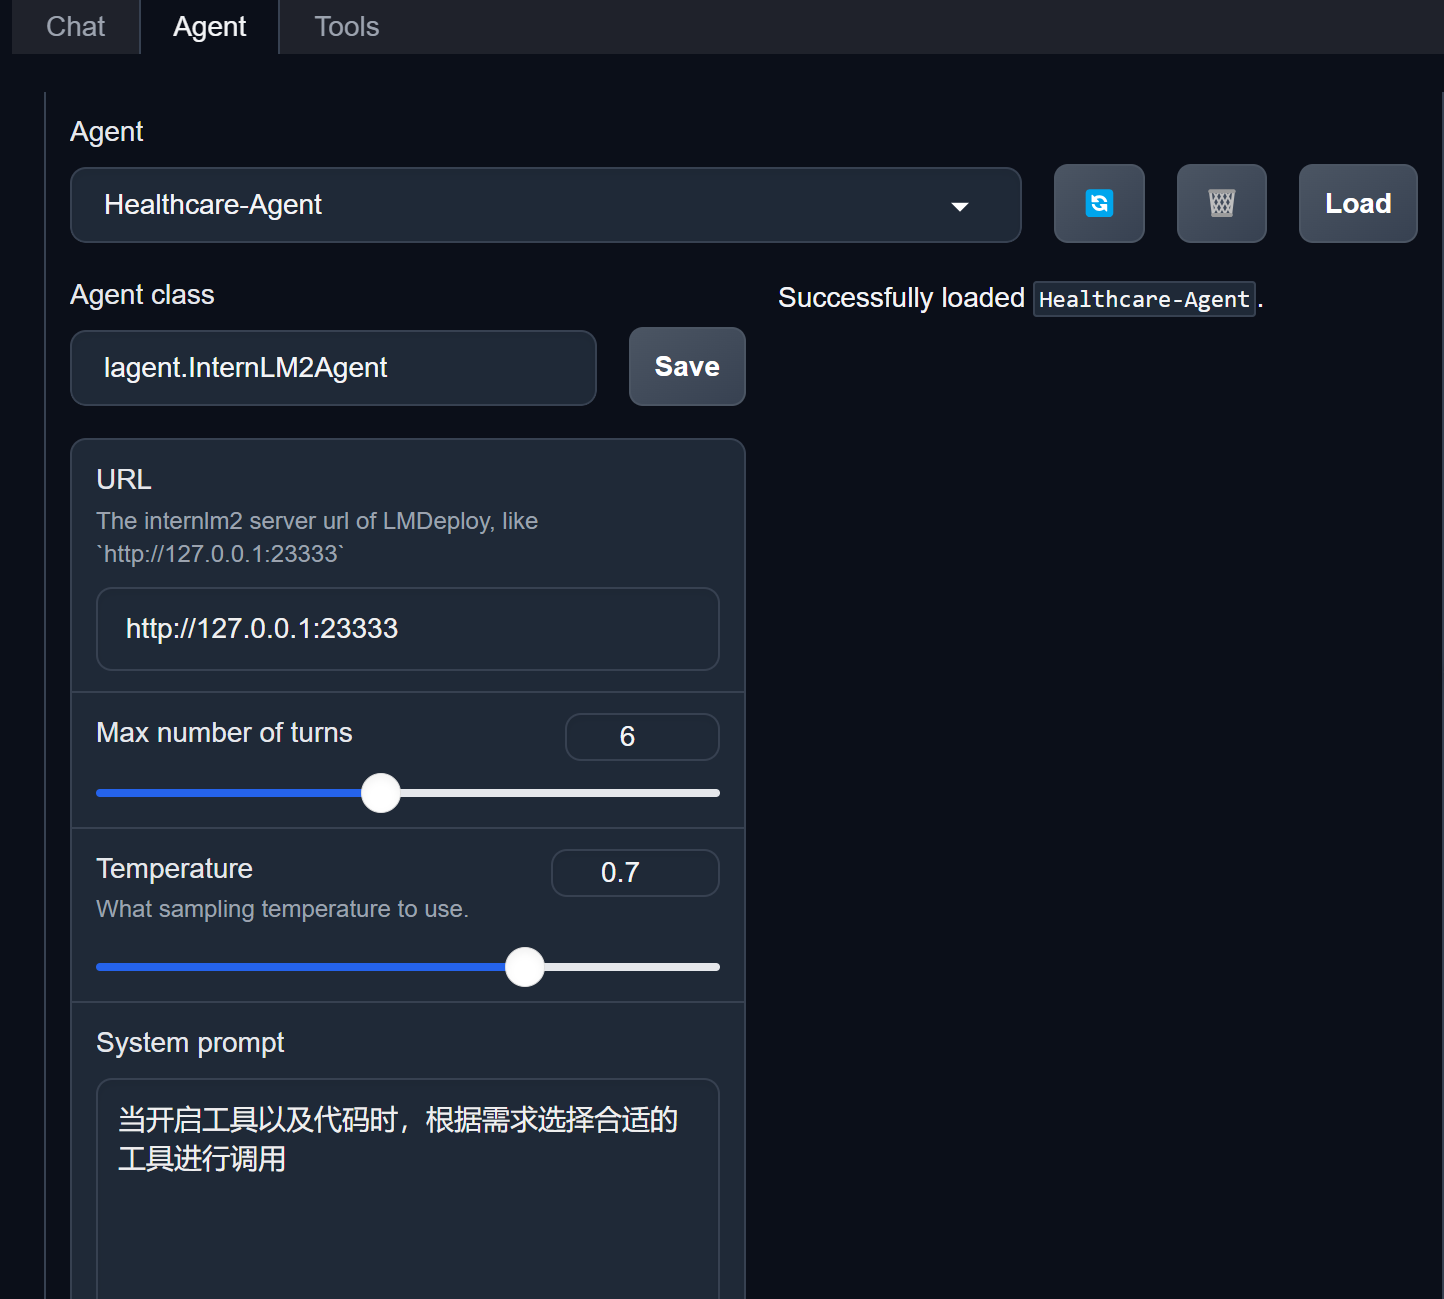 Chat
Agent
Tools
Agent
Healthcare-Agent
Load
Agent class
lagent.InternLM2Agent
Save
Successfully loaded Healthcare-Agent.
URL
The internlm2 server url of LMDeploy, like
`http://127.0.0.1:23333`
http://127.0.0.1:23333
Max number of turns
6
Temperature
0.7
What sampling temperature to use.
System prompt
当开启工具以及代码时，根据需求选择合适的
工具进行调用